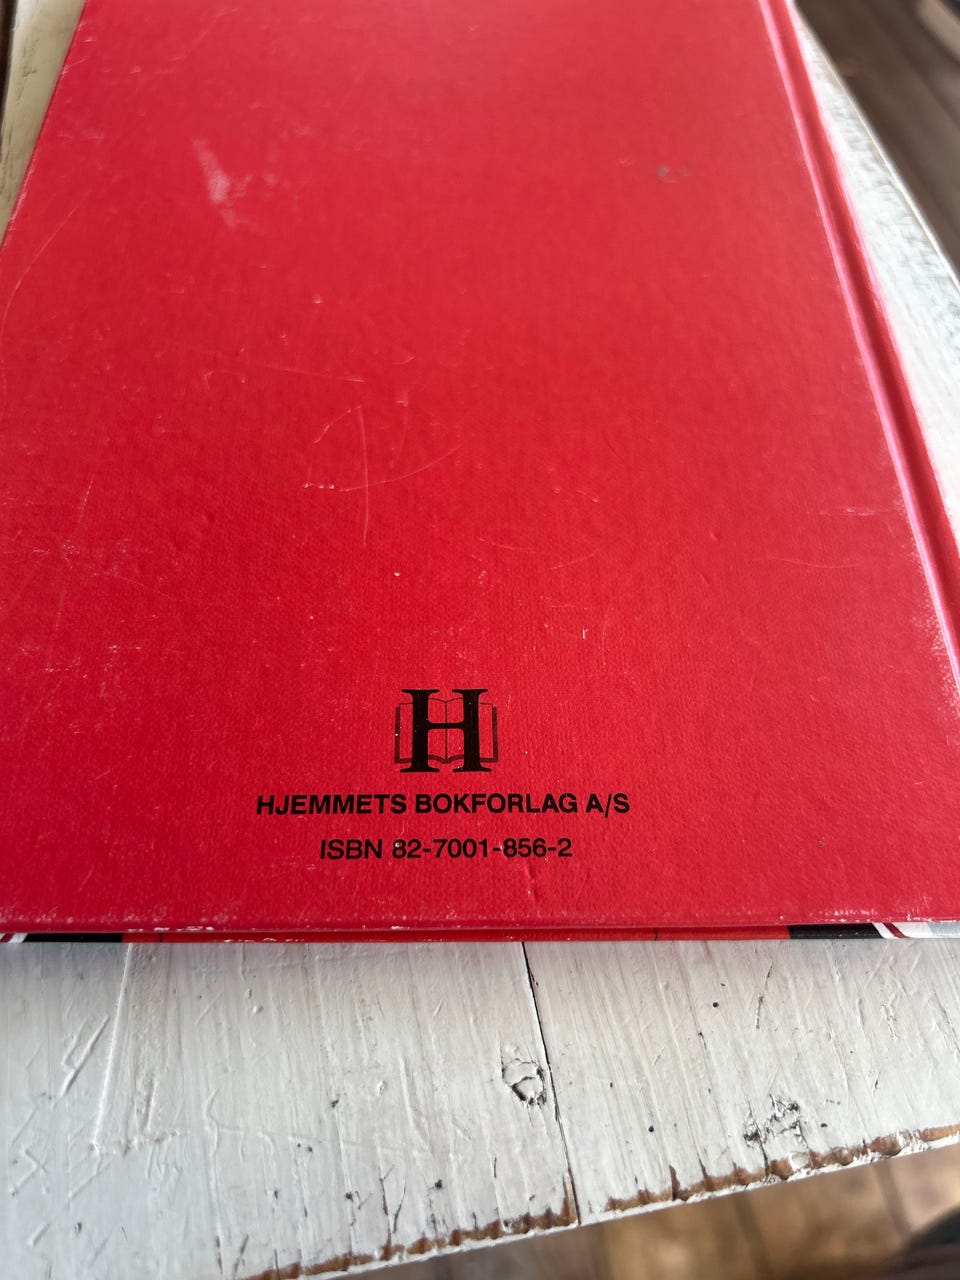 H
HJEMMETS BOKFORLAG A/S
ISBN 82-7001-856-2